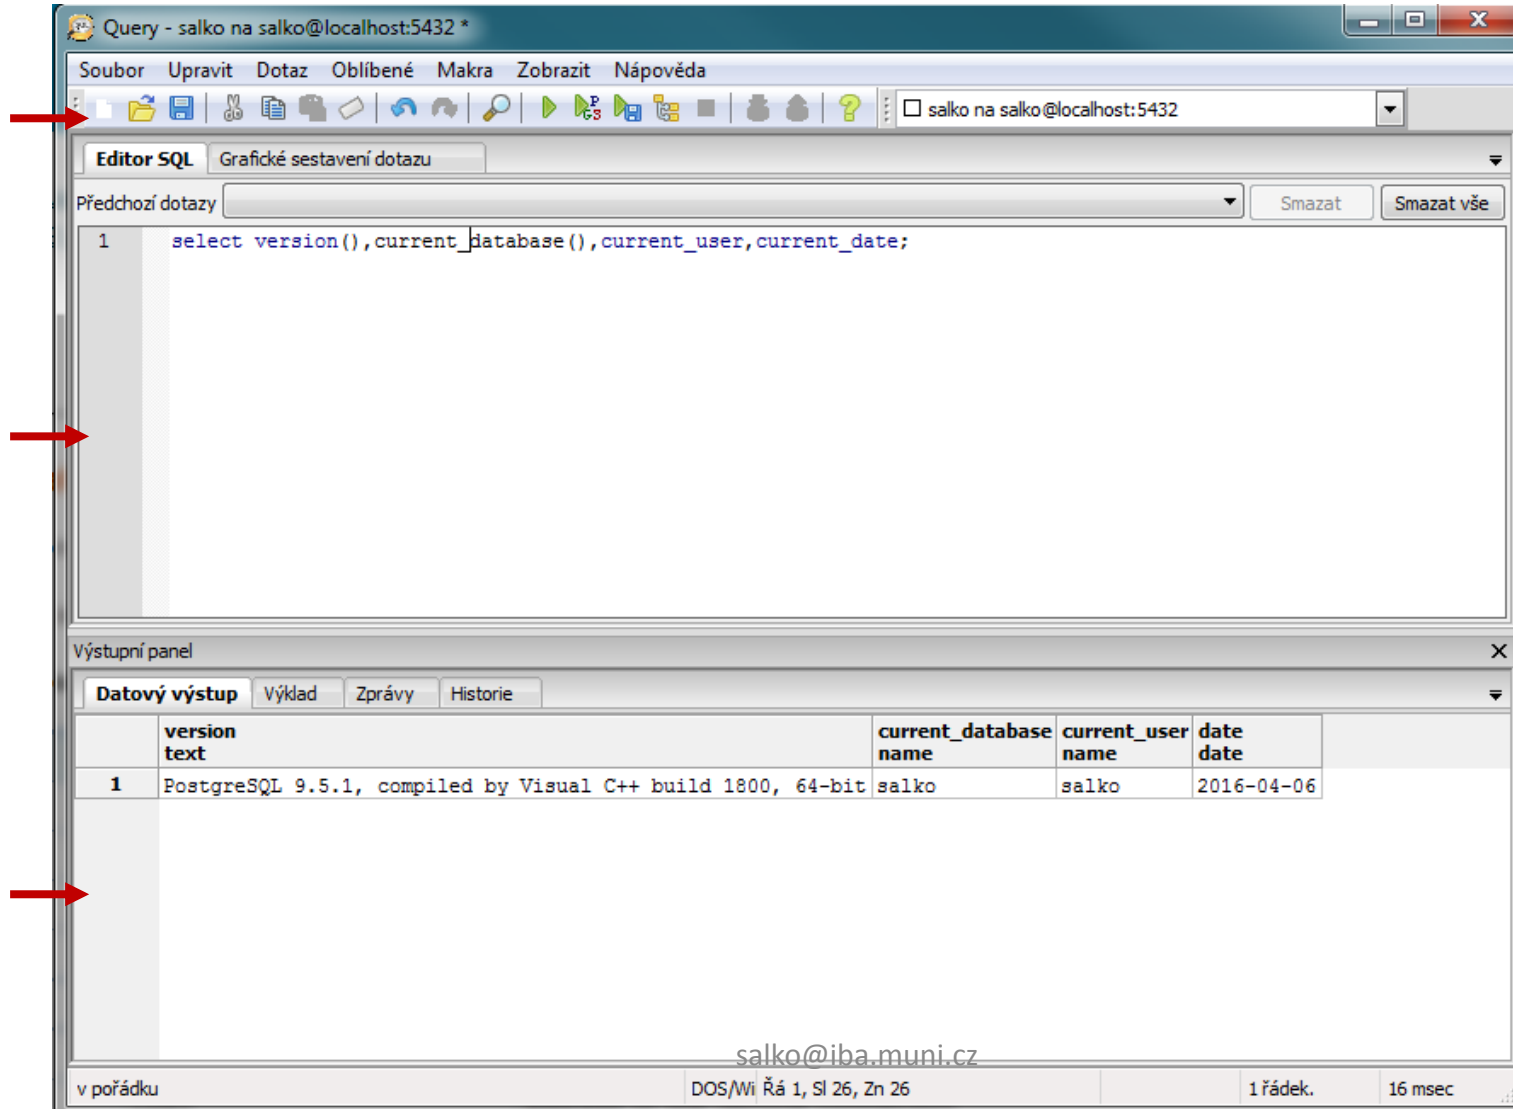 Query - salko na salko@localhost:5432 *
Soubor Upravit Dotaz Oblíbené Makra Zobrazit Nápověda
salko na salko@localhost:5432
Editor SQL Grafické sestavení dotazu
Předchozí dotazy Smazat Smazat vše
1 select version(),current_database(),current_user,current_date;
Výstupní panel
Datový výstup Výklad Zprávy Historie
version current_database current_user date
text name name date
1 PostgreSQL 9.5.1, compiled by Visual C++ build 1800, 64-bit salko salko 2016-04-06
salko@iba.muni.cz
v pořádku DOS/Wi Řá 1, Sl 26, Zn 26 1 řádek. 16 msec